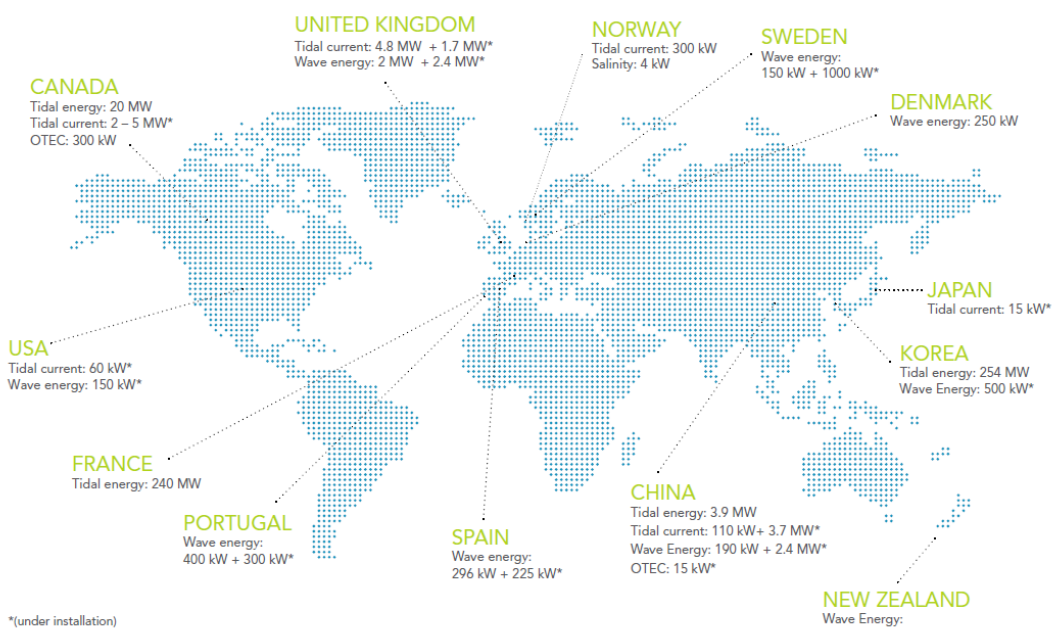 UNITED KINGDOM
Tidal current: 4.8 MW + 1.7 MW*
Wave energy: 2 MW + 2.4 MW*
NORWAY
Tidal current: 300 kW
Salinity: 4 kW
SWEDEN
Wave energy:
150 kW + 1000 kW*
CANADA
Tidal energy: 20 MW
Tidal current: 2 – 5 MW*
OTEC: 300 kW
DENMARK
Wave energy: 250 kW
JAPAN
Tidal current: 15 kW*
USA
Tidal current: 60 kW*
Wave energy: 150 kW*
KOREA
Tidal energy: 254 MW
Wave Energy: 500 kW*
FRANCE
Tidal energy: 240 MW
PORTUGAL
Wave energy:
400 kW + 300 kW*
SPAIN
Wave energy:
296 kW + 225 kW*
CHINA
Tidal energy: 3.9 MW
Tidal current: 110 kW+ 3.7 MW*
Wave Energy: 190 kW + 2.4 MW*
OTEC: 15 kW*
NEW ZEALAND
Wave Energy:
*(under installation)